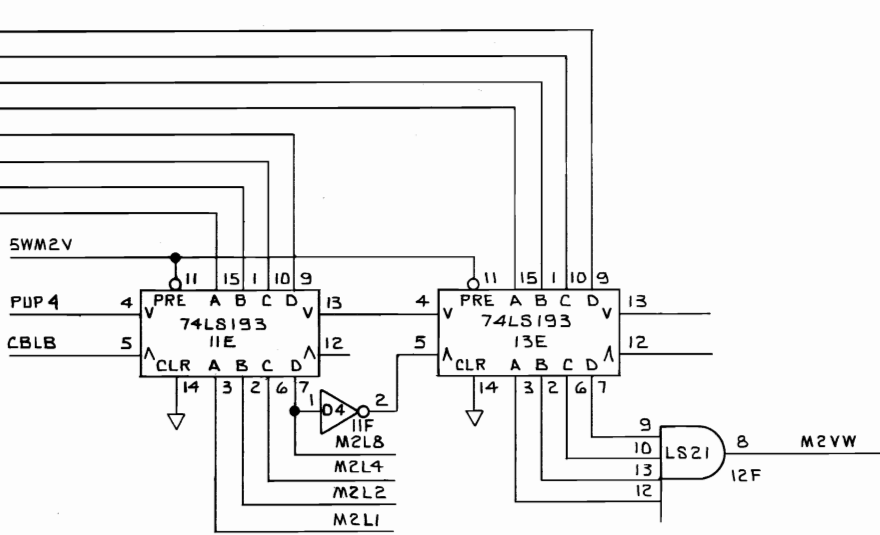 SWM2V
11 15 1 10 9
11 15 1 10 9
PUP4 4 PRE A B C D 13
V V
74LS193
CBLB 5 11E 12
Λ Λ
CLR A B C D
14 3 2 6 7
4 PRE A B C D 13
V V
74LS193
5 13E 12
Λ Λ
CLR A B C D
14 3 2 6 7
1 D4 2
11F
M2L8
M2L4
M2L2
M2L1
9
10
13
12
LS21
8
12F
M2VW